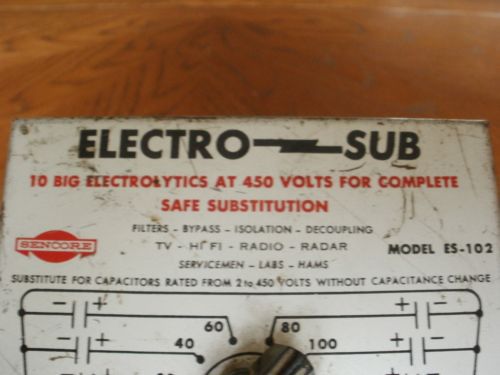 ELECTRO SUB
10 BIG ELECTROLYTICS AT 450 VOLTS FOR COMPLETE
SAFE SUBSTITUTION
FILTERS - BYPASS - ISOLATION - DECOUPLING
TV - HI FI - RADIO - RADAR
SENCORE
MODEL ES-102
SERVICEMEN - LABS - HAMS
SUBSTITUTE FOR CAPACITORS RATED FROM 2 to 450 VOLTS WITHOUT CAPACITANCE CHANGE
- + + -
60 80
- + 40 100 + -